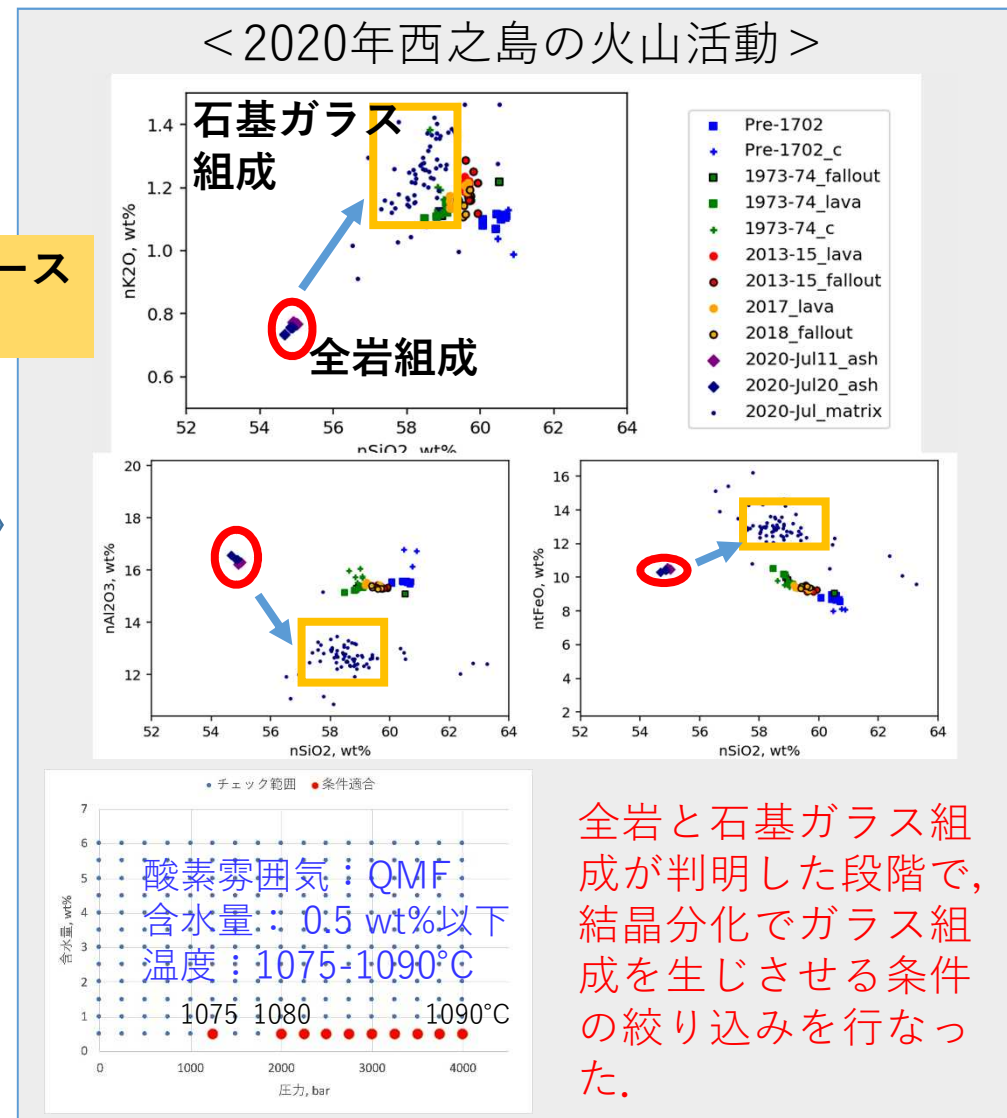 ＜2020年西之島の火山活動＞
ース
石基ガラス
組成
全岩組成
nK2O, wt%
1.4
1.2
1.0
0.8
0.6
52 54 56 58 60 62 64
nSiO2, wt%
Pre-1702
Pre-1702_c
1973-74_fallout
1973-74_lava
1973-74_c
2013-15_lava
2013-15_fallout
2017_lava
2018_fallout
2020-Jul11_ash
2020-Jul20_ash
2020-Jul_matrix
nAl2O3, wt%
20
18
16
14
12
52 54 56 58 60 62 64
nSiO2, wt%
ntFeO, wt%
16
14
12
10
8
6
4
2
52 54 56 58 60 62 64
nSiO2, wt%
チェック範囲 条件適合
含水量, wt%
7
6
5
4
3
2
1
0
酸素雰囲気：QMF
含水量： 0.5 wt%以下
温度：1075-1090°C
1075 1080 1090°C
0 1000 2000 3000 4000
圧力, bar
全岩と石基ガラス組
成が判明した段階で,
結晶分化でガラス組
成を生じさせる条件
の絞り込みを行なっ
た.